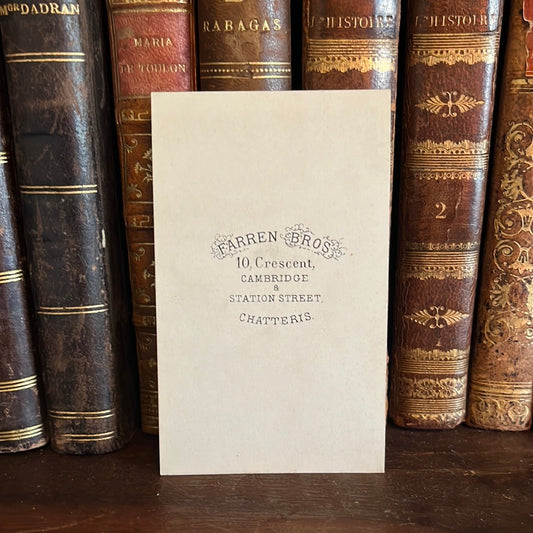 Mgr DADRAN
MARIA
DE TOULON
RABAGAS
L'HISTOIRE
L'HISTOIRE
2
FARREN BROS
10, Crescent,
CAMBRIDGE
&
STATION STREET,
CHATTERIS.